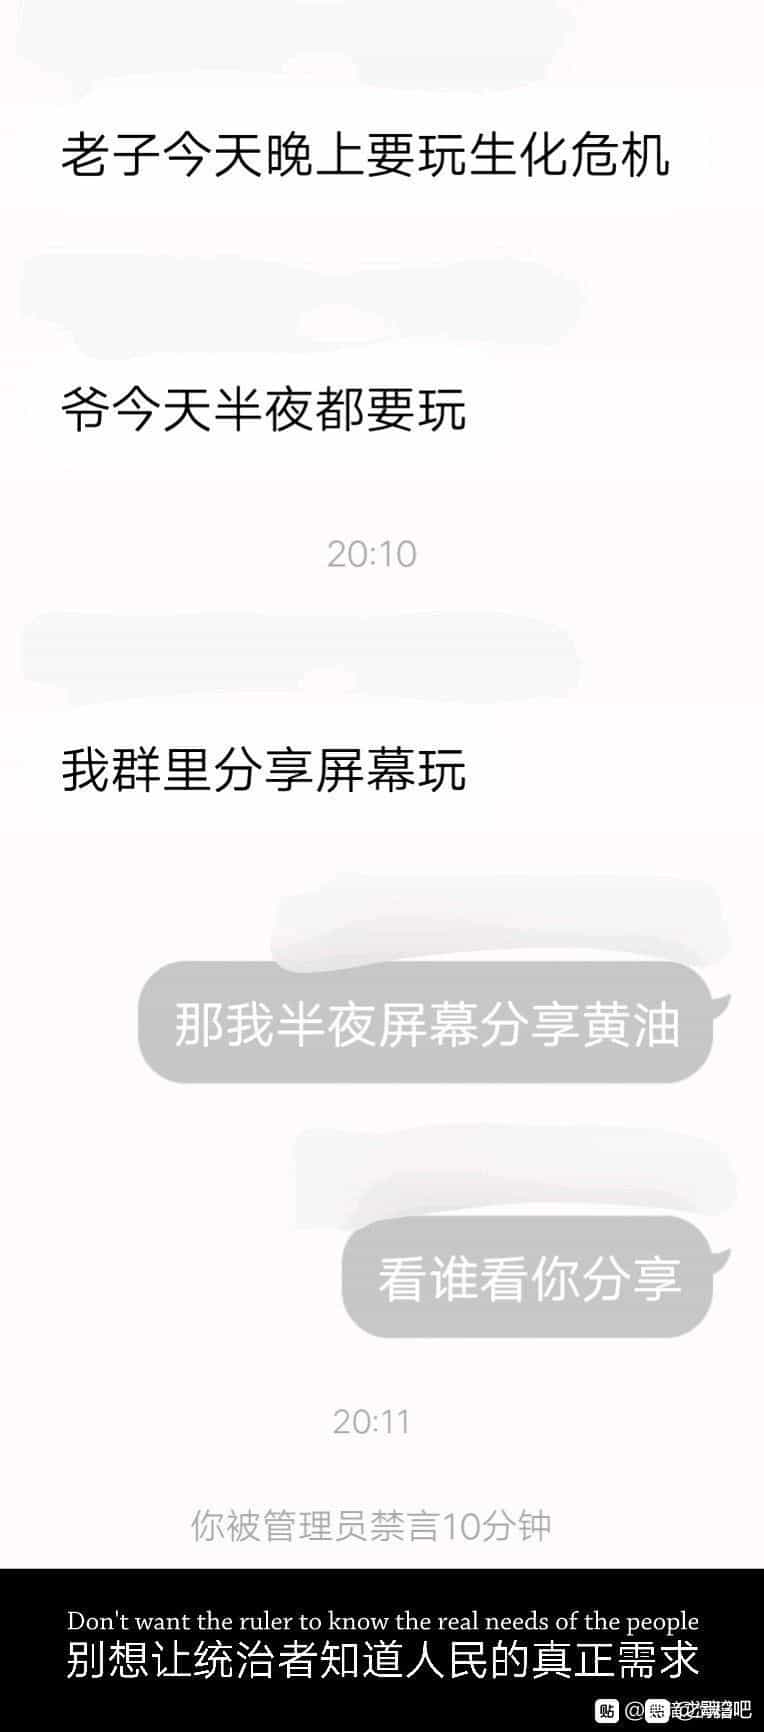 老子今天晚上要玩生化危机
爷今天半夜都要玩
20:10
我群里分享屏幕玩
那我半夜屏幕分享黄油
看谁看你分享
20:11
你被管理员禁言10分钟
Don't want the ruler to know the real needs of the people
别想让统治者知道人民的真正需求
贴 @
吧